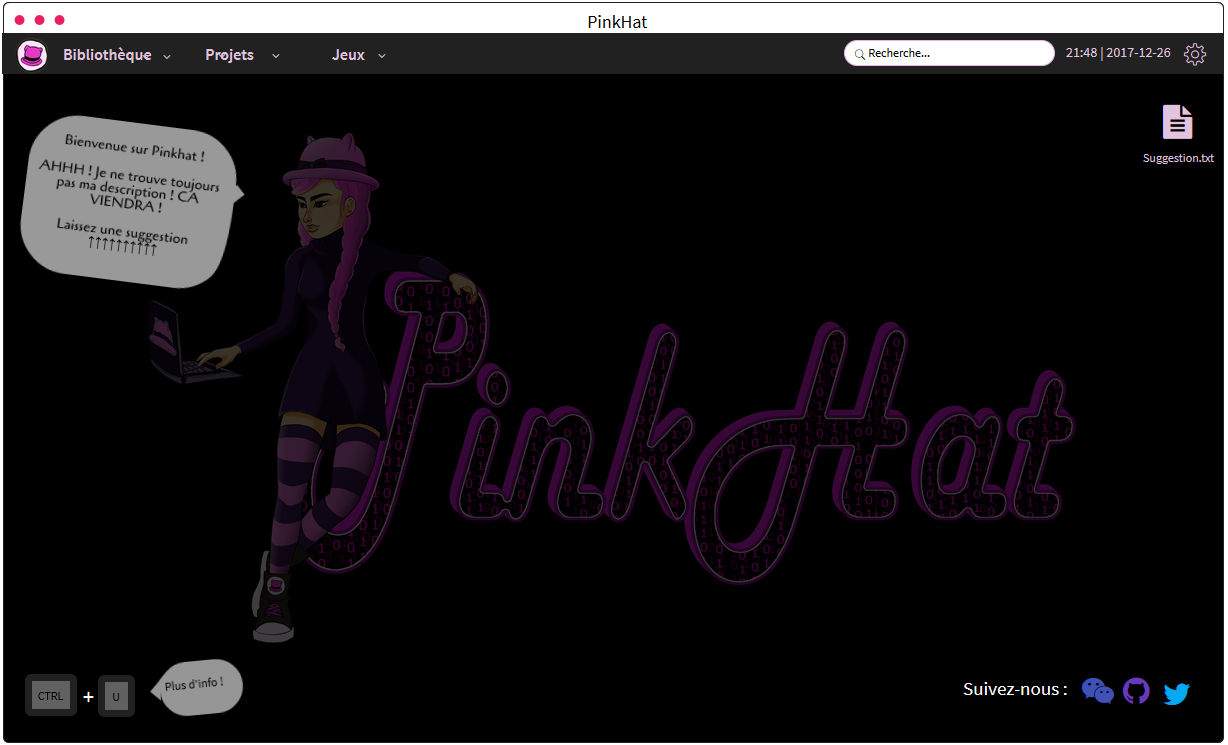 PinkHat
Bibliothèque Projets Jeux Recherche... 21:48 | 2017-12-26
Suggestion.txt
Bienvenue sur Pinkhat !
AHHH ! Je ne trouve toujours
pas ma description ! CA
VIENDRA !
Laissez une suggestion
↑↑↑↑↑↑↑↑↑↑
PinkHat
CTRL + U
Plus d'info !
Suivez-nous :